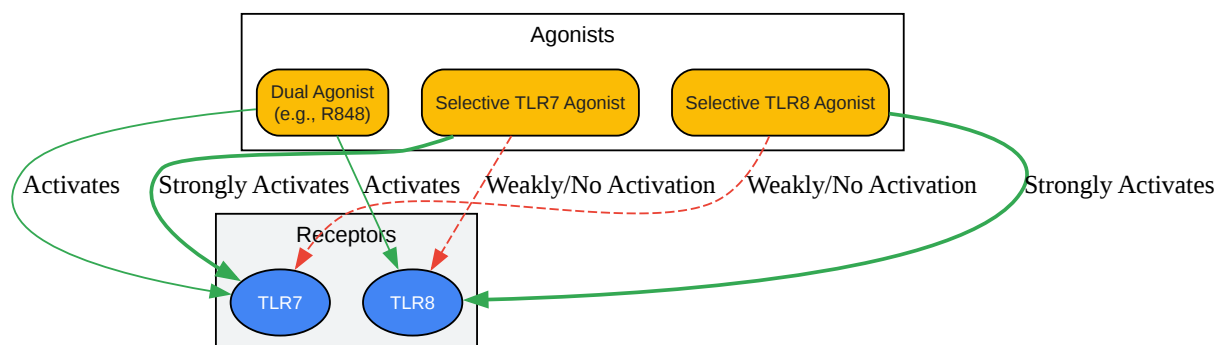 Agonists
Dual Agonist
(e.g., R848)
Selective TLR7 Agonist
Selective TLR8 Agonist
Activates
Strongly Activates
Activates
Weakly/No Activation
Weakly/No Activation
Strongly Activates
Receptors
TLR7
TLR8